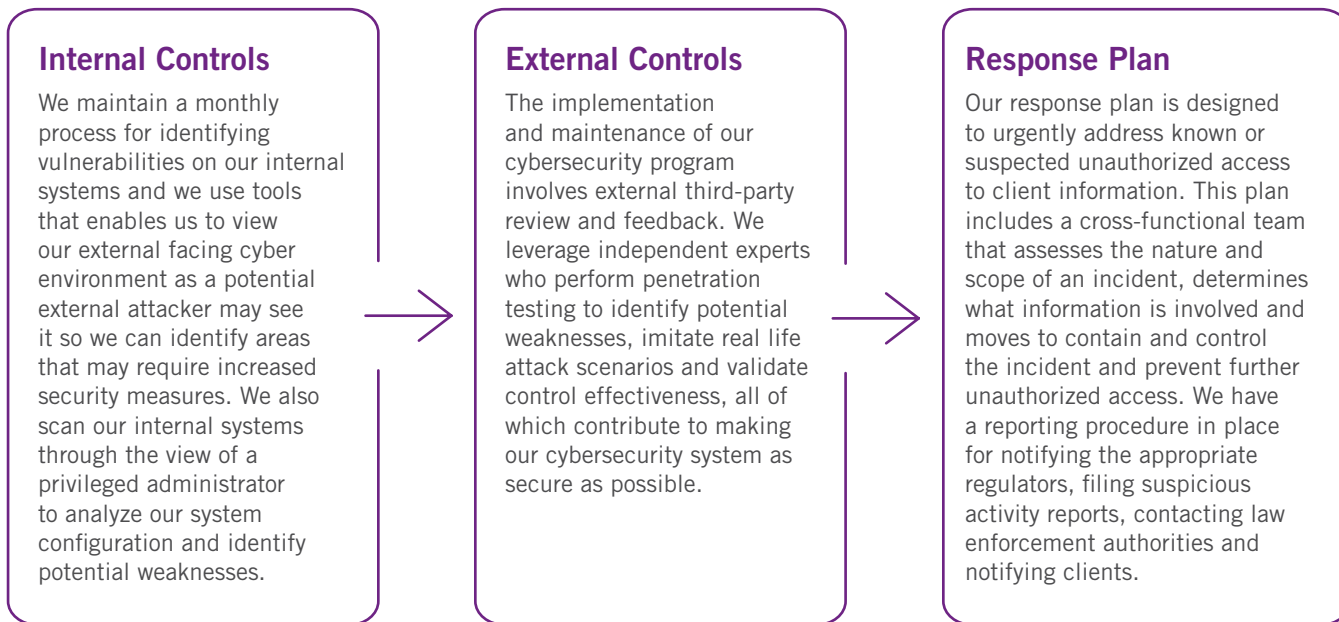 Internal Controls
We maintain a monthly
process for identifying
vulnerabilities on our internal
systems and we use tools
that enables us to view
our external facing cyber
environment as a potential
external attacker may see
it so we can identify areas
that may require increased
security measures. We also
scan our internal systems
through the view of a
privileged administrator
to analyze our system
configuration and identify
potential weaknesses.
External Controls
The implementation
and maintenance of our
cybersecurity program
involves external third-party
review and feedback. We
leverage independent experts
who perform penetration
testing to identify potential
weaknesses, imitate real life
attack scenarios and validate
control effectiveness, all of
which contribute to making
our cybersecurity system as
secure as possible.
Response Plan
Our response plan is designed
to urgently address known or
suspected unauthorized access
to client information. This plan
includes a cross-functional team
that assesses the nature and
scope of an incident, determines
what information is involved and
moves to contain and control
the incident and prevent further
unauthorized access. We have
a reporting procedure in place
for notifying the appropriate
regulators, filing suspicious
activity reports, contacting law
enforcement authorities and
notifying clients.